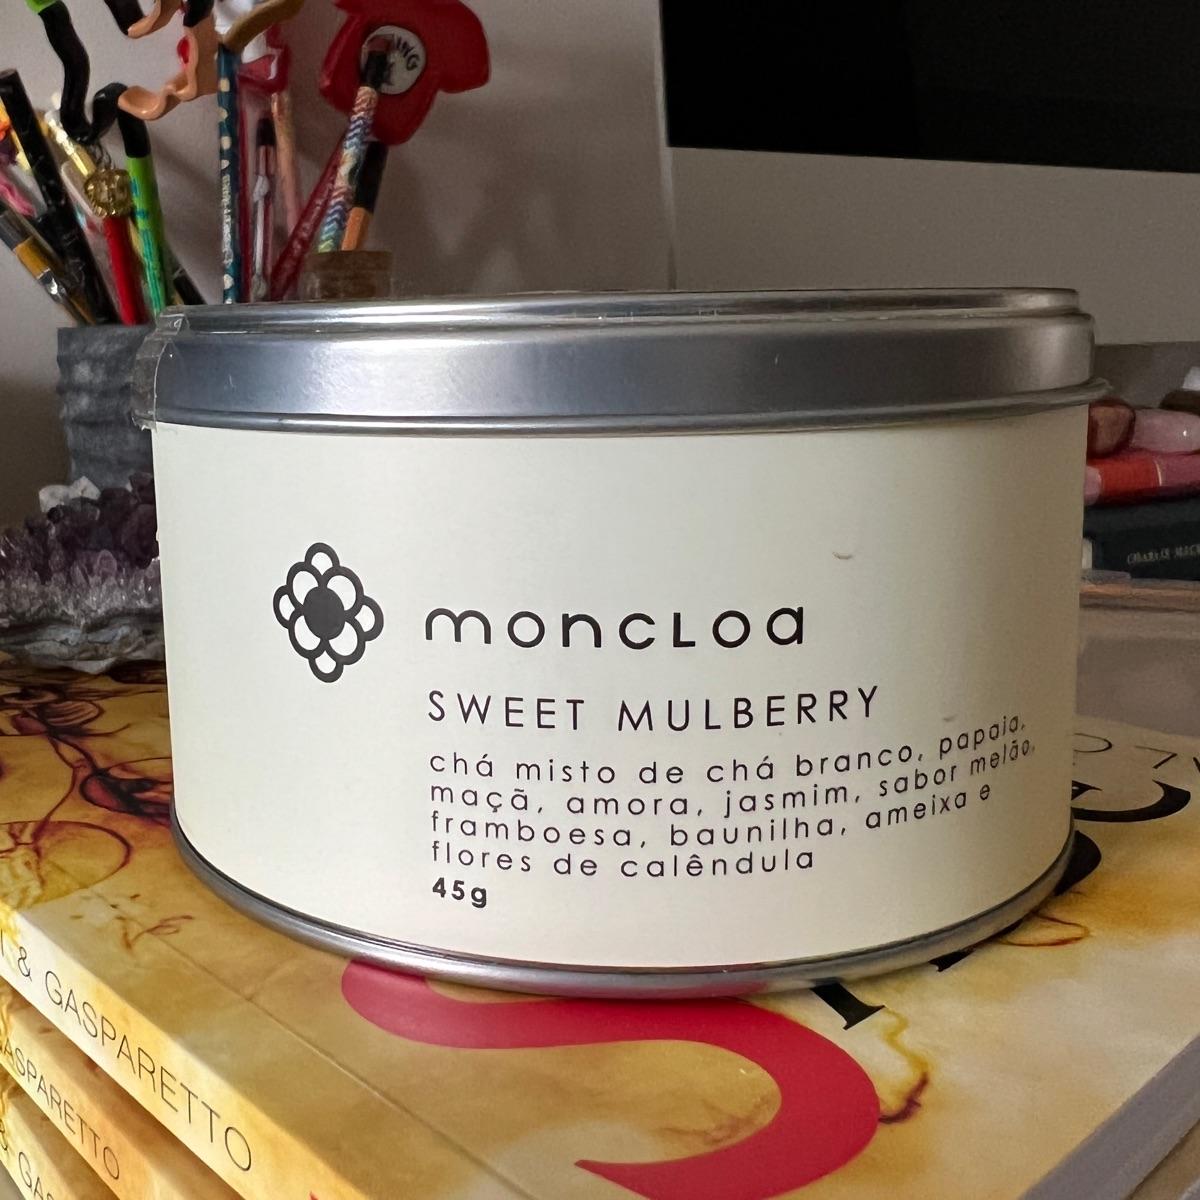 moncloa
SWEET MULBERRY
chá misto de chá branco, papaia,
maçã, amora, jasmim, sabor melão,
framboesa, baunilha, ameixa e
flores de calêndula
45g
& GASPARETTO
GASPARETTO